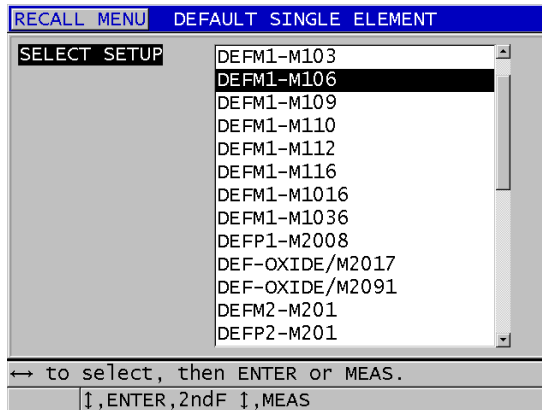 RECALL MENU DEFAULT SINGLE ELEMENT
SELECT SETUP
DEFM1-M103
DEFM1-M106
DEFM1-M109
DEFM1-M110
DEFM1-M112
DEFM1-M116
DEFM1-M1016
DEFM1-M1036
DEFP1-M2008
DEF-OXIDE/M2017
DEF-OXIDE/M2091
DEFM2-M201
DEFP2-M201
↔ to select, then ENTER or MEAS.
↕,ENTER,2ndF ↕,MEAS